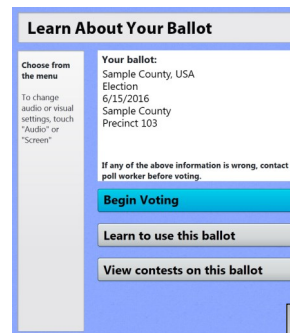 Learn About Your Ballot
Choose from
the menu
To change
audio or visual
settings, touch
"Audio" or
"Screen"
Your ballot:
Sample County, USA
Election
6/15/2016
Sample County
Precinct 103
If any of the above information is wrong, contact
poll worker before voting.
Begin Voting
Learn to use this ballot
View contests on this ballot